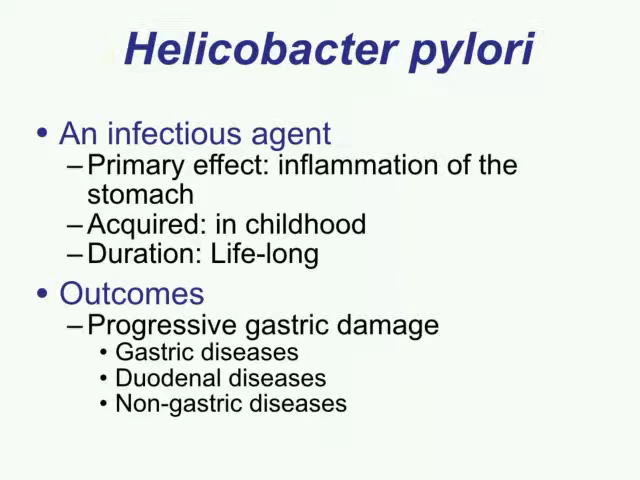 Helicobacter pylori
• An infectious agent
– Primary effect: inflammation of the
stomach
– Acquired: in childhood
– Duration: Life-long
• Outcomes
– Progressive gastric damage
• Gastric diseases
• Duodenal diseases
• Non-gastric diseases